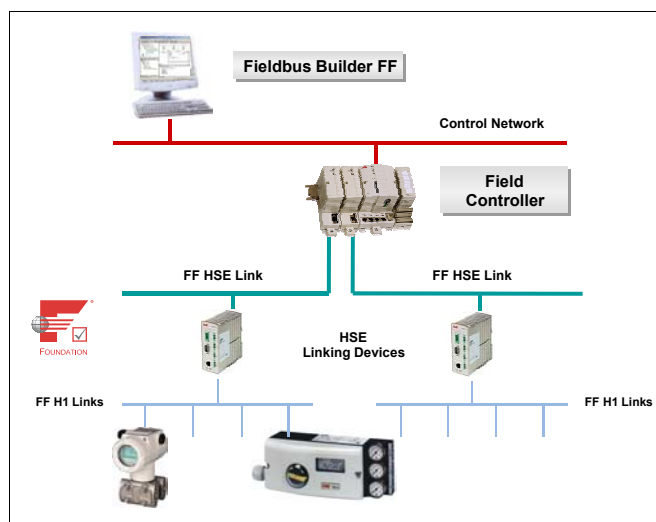 Fieldbus Builder FF
Control Network
Field
Controller
FF HSE Link
FF HSE Link
®
FOUNDATION
HSE
Linking Devices
FF H1 Links
FF H1 Links